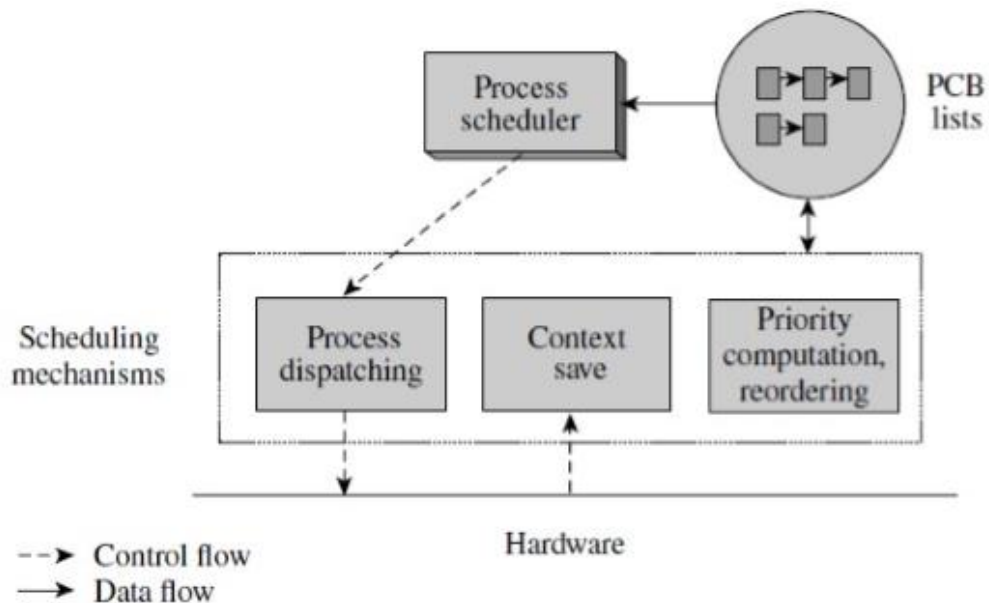 Process
scheduler
PCB
lists
Scheduling
mechanisms
Process
dispatching
Context
save
Priority
computation,
reordering
Hardware
Control flow
Data flow